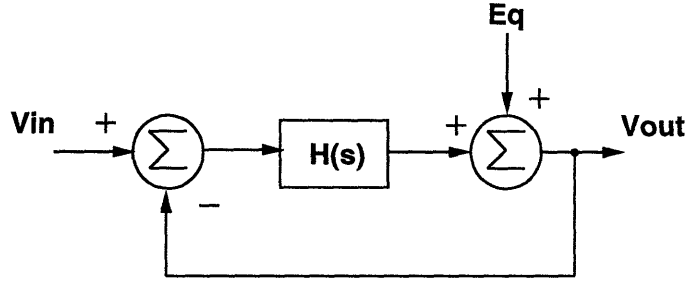 Eq
+
Vin + Σ H(s) + Σ Vout
−